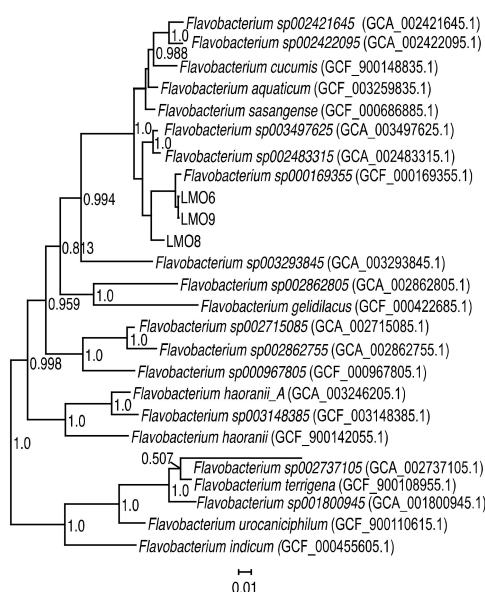 Flavobacterium sp002421645 (GCA_002421645.1)
1.0
Flavobacterium sp002422095 (GCA_002422095.1)
0.988
Flavobacterium cucumis (GCF_900148835.1)
Flavobacterium aquaticum (GCF_003259835.1)
Flavobacterium sasangense (GCF_000686885.1)
1.0
Flavobacterium sp003497625 (GCA_003497625.1)
1.0
Flavobacterium sp002483315 (GCA_002483315.1)
Flavobacterium sp000169355 (GCF_000169355.1)
LMO6
0.994
LMO9
LMO8
0.813
Flavobacterium sp003293845 (GCA_003293845.1)
Flavobacterium sp002862805 (GCA_002862805.1)
1.0
0.959
Flavobacterium gelidilacus (GCF_000422685.1)
Flavobacterium sp002715085 (GCA_002715085.1)
1.0
Flavobacterium sp002862755 (GCA_002862755.1)
1.0
0.998
Flavobacterium sp000967805 (GCF_000967805.1)
Flavobacterium haoranii_A (GCA_003246205.1)
1.0
Flavobacterium sp003148385 (GCF_003148385.1)
1.0
Flavobacterium haoranii (GCF_900142055.1)
1.0
0.507
Flavobacterium sp002737105 (GCA_002737105.1)
Flavobacterium terrigena (GCF_900108955.1)
1.0
Flavobacterium sp001800945 (GCA_001800945.1)
1.0
Flavobacterium urocaniciphilum (GCF_900110615.1)
1.0
Flavobacterium indicum (GCF_000455605.1)
0.01